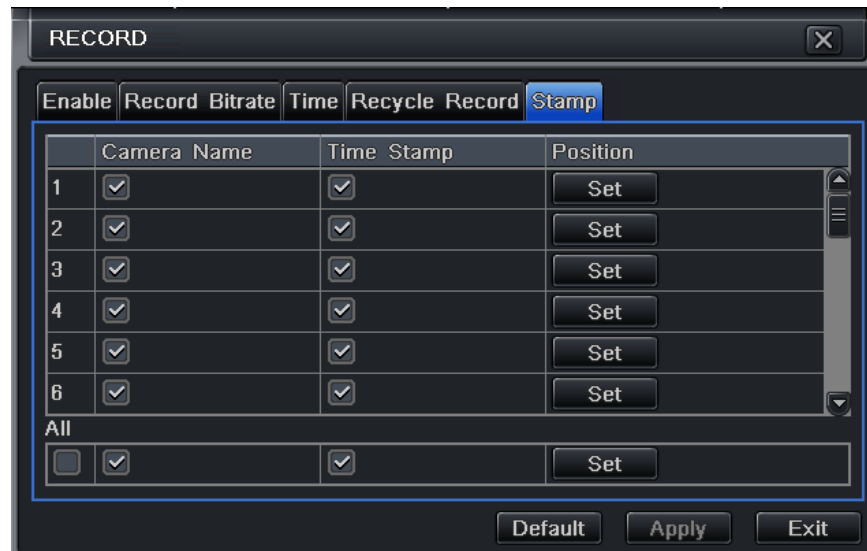 RECORD
Enable Record Bitrate Time Recycle Record Stamp
Camera Name Time Stamp Position
1 Set
2 Set
3 Set
4 Set
5 Set
6 Set
All
Set
Default Apply Exit